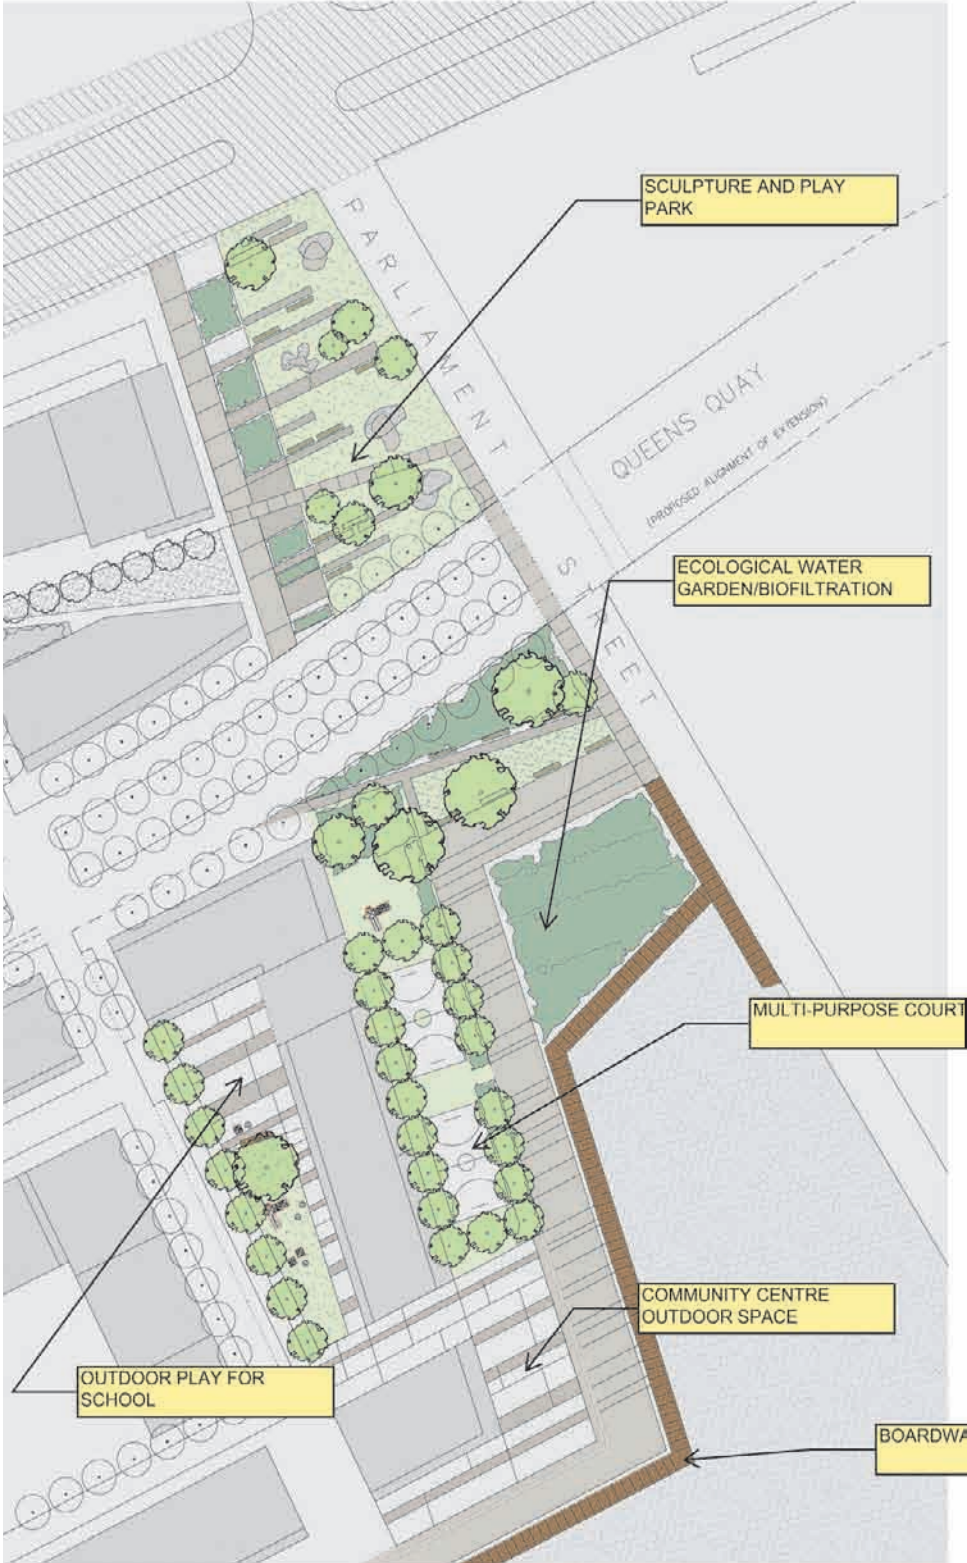 SCULPTURE AND PLAY
PARK
PARLIAMENT STREET
QUEENS QUAY
(PROPOSED ALIGNMENT OF EXTENSION)
ECOLOGICAL WATER
GARDEN/BIOFILTRATION
MULTI-PURPOSE COURT
COMMUNITY CENTRE
OUTDOOR SPACE
OUTDOOR PLAY FOR
SCHOOL
BOARDWA